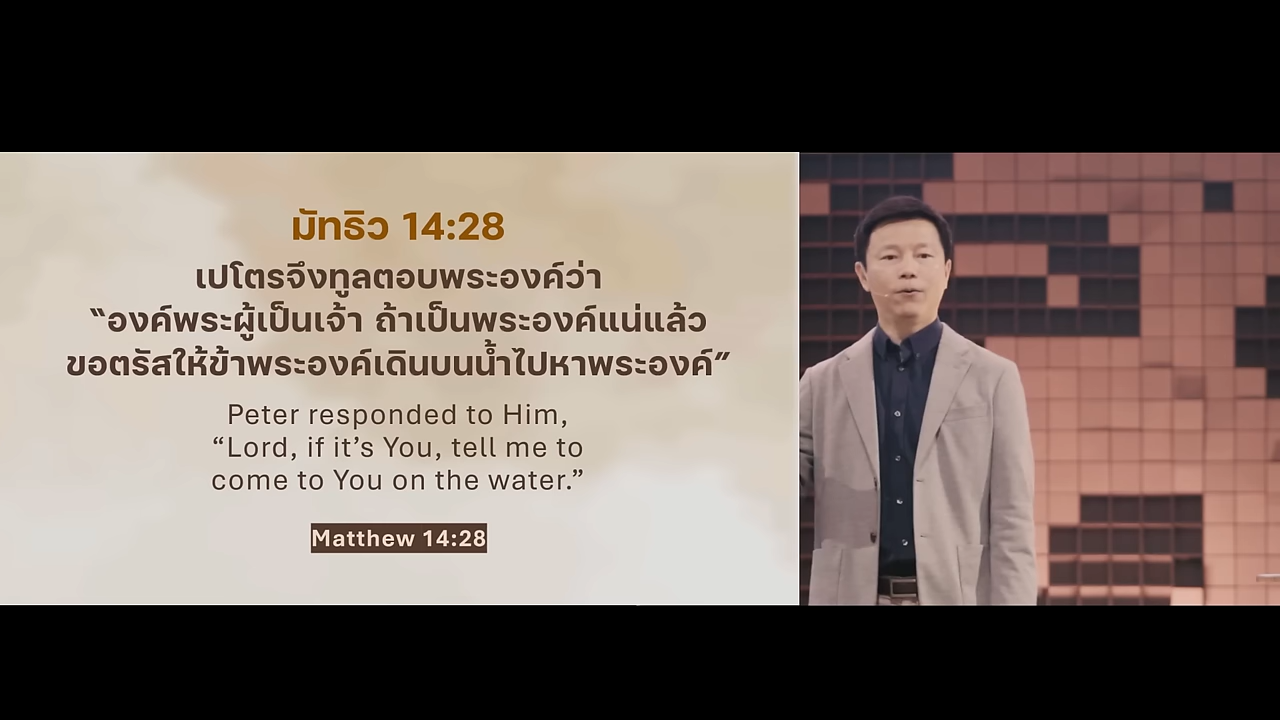 มัทธิว 14:28
เปโตรจึงทูลตอบพระองค์ว่า
“องค์พระผู้เป็นเจ้า ถ้าเป็นพระองค์แน่แล้ว
ขอตรัสให้ข้าพระองค์เดินบนน้ำไปหาพระองค์”
Peter responded to Him,
“Lord, if it’s You, tell me to
come to You on the water.”
Matthew 14:28